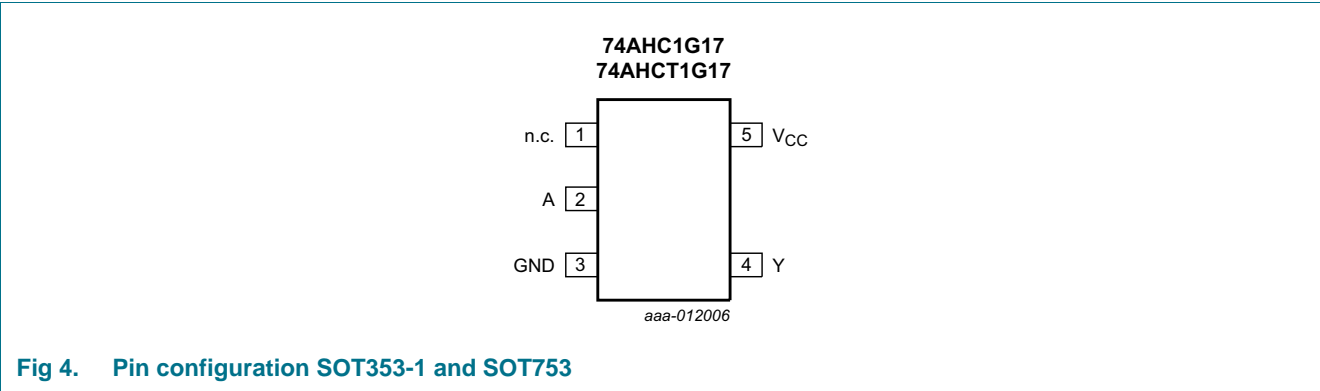 74AHC1G17
74AHCT1G17
n.c. 1
5 VCC
A 2
GND 3
4 Y
aaa-012006
Fig 4. Pin configuration SOT353-1 and SOT753